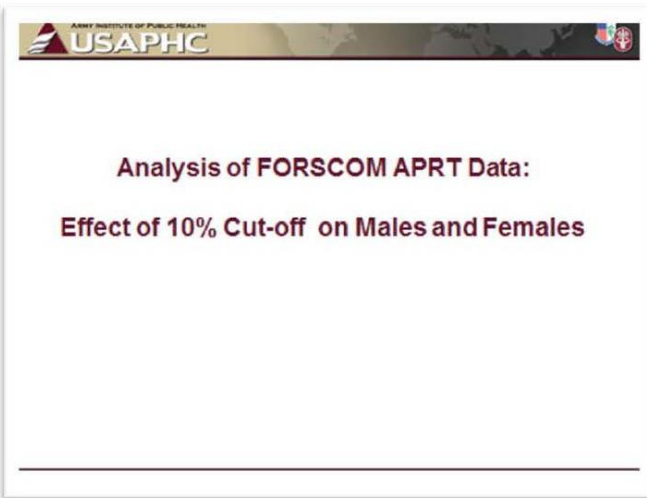 ARMY INSTITUTE OF PUBLIC HEALTH
USAPHC
Analysis of FORSCOM APRT Data:
Effect of 10% Cut-off on Males and Females